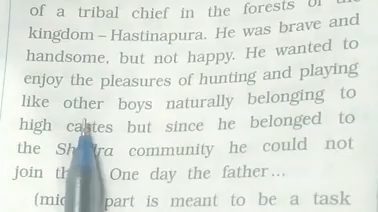 of a tribal chief in the forests of
kingdom – Hastinapura. He was brave and
handsome, but not happy. He wanted to
enjoy the pleasures of hunting and playing
like other boys naturally belonging to
high castes but since he belonged to
the community he could not
join One day the father...
part is meant to be a task